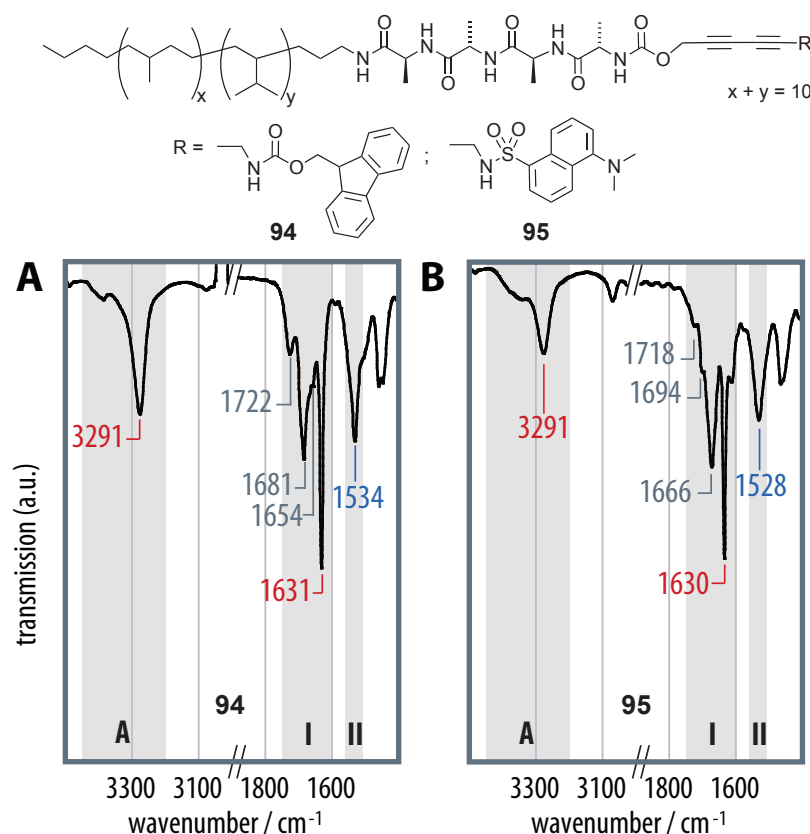 O
H
N
O
H
N
O
N
H
O
N
H
O
N
H
O
R
x
y
x + y = 10
R =
N
H
O
O
;
N
H
S
O O
N
94
95
A
B
transmission (a.u.)
3291
1722
1681
1654
1631
1534
94
A
I
II
3291
1718
1694
1666
1630
1528
95
A
I
II
3300 3100 1800 1600
3300 3100 1800 1600
wavenumber / cm⁻¹
wavenumber / cm⁻¹